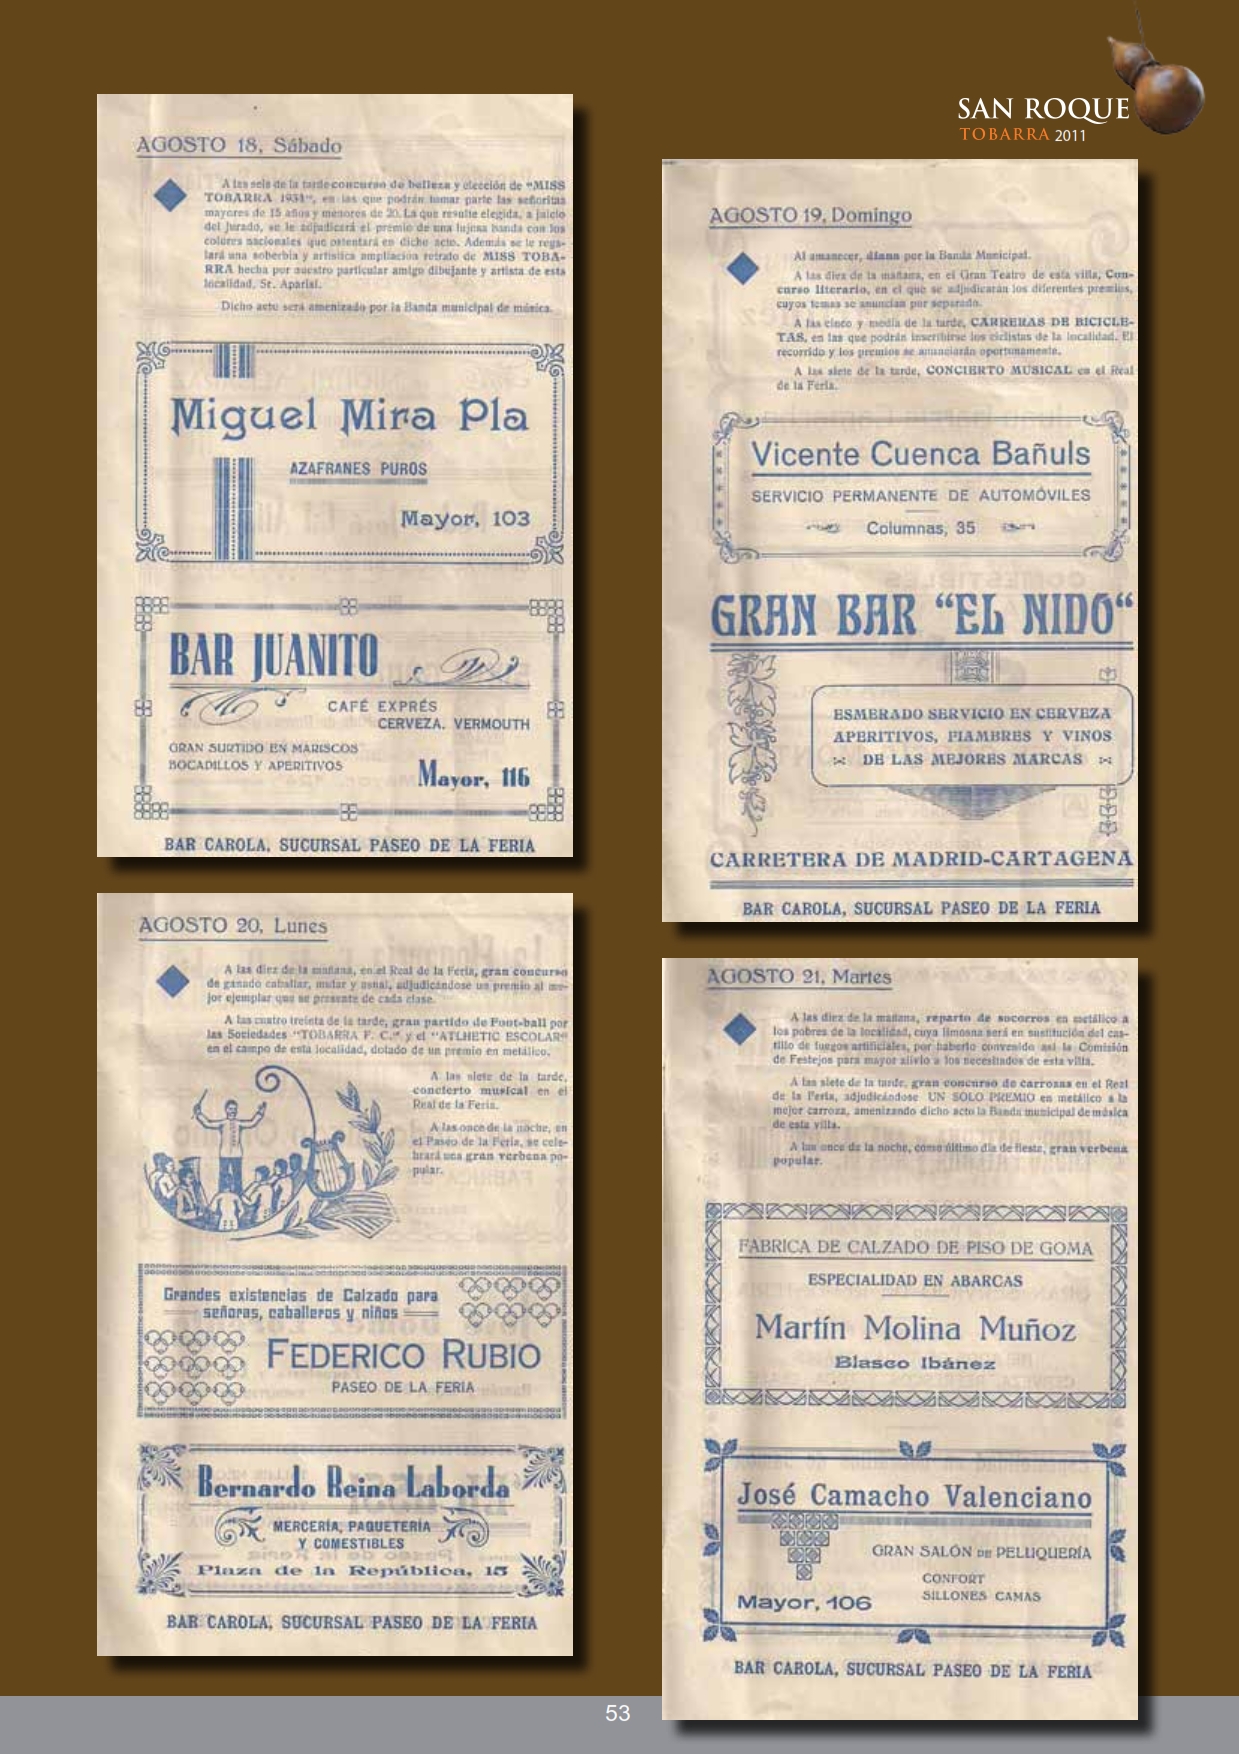 SAN ROQUE
TOBARRA 2011
AGOSTO 18, Sábado
A las seis de la tarde concurso de belleza y elección de “MISS
TOBARRA 1934“, en las que podrán tomar parte las señoritas
mayores de 15 años y menores de 20. La que resulte elegida, a juicio
del Jurado, se le adjudicará el premio de una lujosa banda con los
colores nacionales que ostentará en dicho acto. Además se le rega-
lará una soberbia y artística ampliación retrado de MISS TOBA-
RRA hecha por nuestro particular amigo dibujante y artista de esta
localidad, Sr. Aparisi.
Dicho acto será amenizado por la Banda municipal de música.
Miguel Mira Pla
AZAFRANES PUROS
Mayor, 103
BAR JUANITO
CAFÉ EXPRÉS
CERVEZA. VERMOUTH
GRAN SURTIDO EN MARISCOS
BOCADILLOS Y APERITIVOS
Mayor, 116
BAR CAROLA, SUCURSAL PASEO DE LA FERIA
AGOSTO 19, Domingo
Al amanecer, diana por la Banda Municipal.
A las diez de la mañana, en el Gran Teatro de esta villa, Con-
curso literario, en el que se adjudicarán los diferentes premios,
cuyos temas se anuncian por separado.
A las cinco y media de la tarde, CARRERAS DE BICICLE-
TAS, en las que podrán inscribirse los ciclistas de la localidad. El
recorrido y los premios se anunciarán oportunamente.
A las siete de la tarde, CONCIERTO MUSICAL en el Real
de la Feria.
Vicente Cuenca Bañuls
SERVICIO PERMANENTE DE AUTOMÓVILES
Columnas, 35
GRAN BAR “EL NIDO“
ESMERADO SERVICIO EN CERVEZA
APERITIVOS, FIAMBRES Y VINOS
DE LAS MEJORES MARCAS
CARRETERA DE MADRID-CARTAGENA
BAR CAROLA, SUCURSAL PASEO DE LA FERIA
AGOSTO 20, Lunes
A las diez de la mañana, en el Real de la Feria, gran concurso
de ganado caballar, mular y asnal, adjudicándose un premio al me-
jor ejemplar que se presente de cada clase.
A las cuatro treinta de la tarde, gran partido de Foot-ball por
las Sociedades “TOBARRA F. C.“ y el “ATLHETIC ESCOLAR“
en el campo de esta localidad, dotado de un premio en metálico.
A las siete de la tarde,
concierto musical en el
Real de la Feria.
A las once de la noche, en
el Paseo de la Feria, se cele-
brará una gran verbena po-
pular.
Grandes existencias de Calzado para
señoras, caballeros y niños
FEDERICO RUBIO
PASEO DE LA FERIA
Bernardo Reina Laborda
MERCERÍA, PAQUETERÍA
Y COMESTIBLES
Plaza de la República, 15
BAR CAROLA, SUCURSAL PASEO DE LA FERIA
AGOSTO 21, Martes
A las diez de la mañana, reparto de socorros en metálico a
los pobres de la localidad, cuya limosna será en sustitución del cas-
tillo de fuegos artificiales, por haberlo convenido así la Comisión
de Festejos para mayor alivio a los necesitados de esta villa.
A las siete de la tarde, gran concurso de carrozas en el Real
de la Feria, adjudicándose UN SOLO PREMIO en metálico a la
mejor carroza, amenizando dicho acto la Banda municipal de música
de esta villa.
A las once de la noche, como último día de fiesta, gran verbena
popular.
FABRICA DE CALZADO DE PISO DE GOMA
ESPECIALIDAD EN ABARCAS
Martín Molina Muñoz
Blasco Ibánez
José Camacho Valenciano
GRAN SALÓN DE PELUQUERÍA
CONFORT
SILLONES CAMAS
Mayor, 106
BAR CAROLA, SUCURSAL PASEO DE LA FERIA
53